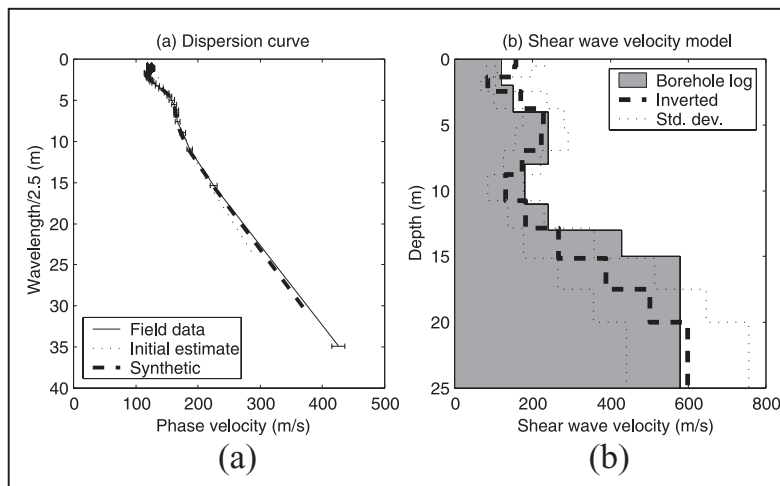 (a) Dispersion curve
0
5
10
15
20
25
30
35
40
Wavelength/2.5 (m)
Field data
Initial estimate
Synthetic
0 100 200 300 400 500
Phase velocity (m/s)
(a)
(b) Shear wave velocity model
0
5
10
15
20
25
Depth (m)
Borehole log
Inverted
Std. dev.
0 200 400 600 800
Shear wave velocity (m/s)
(b)